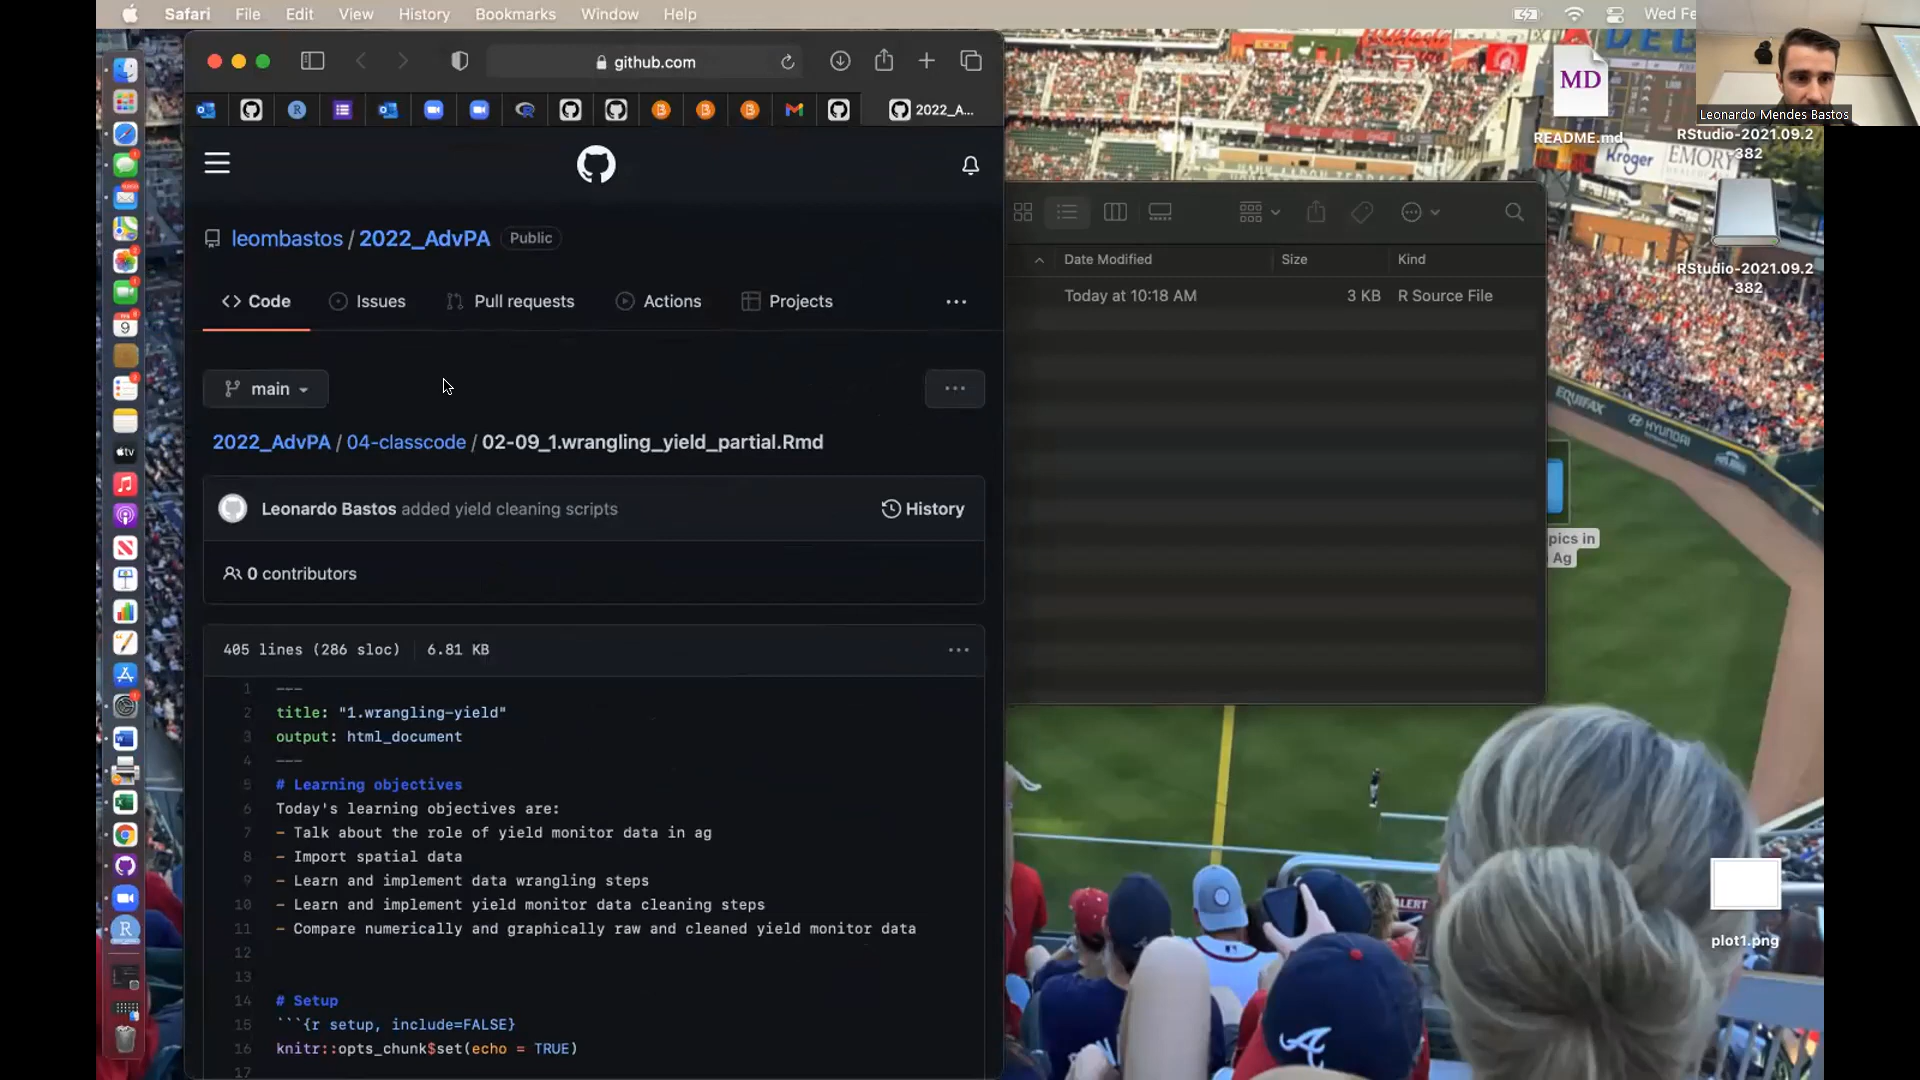 Safari File Edit View History Bookmarks Window Help
Wed Fe
github.com
2022_A...
leombastos / 2022_AdvPA Public
Code Issues Pull requests Actions Projects ...
main
...
2022_AdvPA / 04-classcode / 02-09_1.wrangling_yield_partial.Rmd
Leonardo Bastos added yield cleaning scripts
History
0 contributors
405 lines (286 sloc) 6.81 KB
...
1 ---
2 title: "1.wrangling-yield"
3 output: html_document
4 ---
5 # Learning objectives
6 Today's learning objectives are:
7 - Talk about the role of yield monitor data in ag
8 - Import spatial data
9 - Learn and implement data wrangling steps
10 - Learn and implement yield monitor data cleaning steps
11 - Compare numerically and graphically raw and cleaned yield monitor data
12
13
14 # Setup
15 ```{r setup, include=FALSE}
16 knitr::opts_chunk$set(echo = TRUE)
17
Date Modified Size Kind
Today at 10:18 AM 3 KB R Source File
MD
README.md
Leonardo Mendes Bastos
RStudio-2021.09.2
-382
RStudio-2021.09.2
-382
Kroger
EMORY
EQUIFAX
HYUNDAI
pics in
Ag
ALERT
plot1.png
tv
9